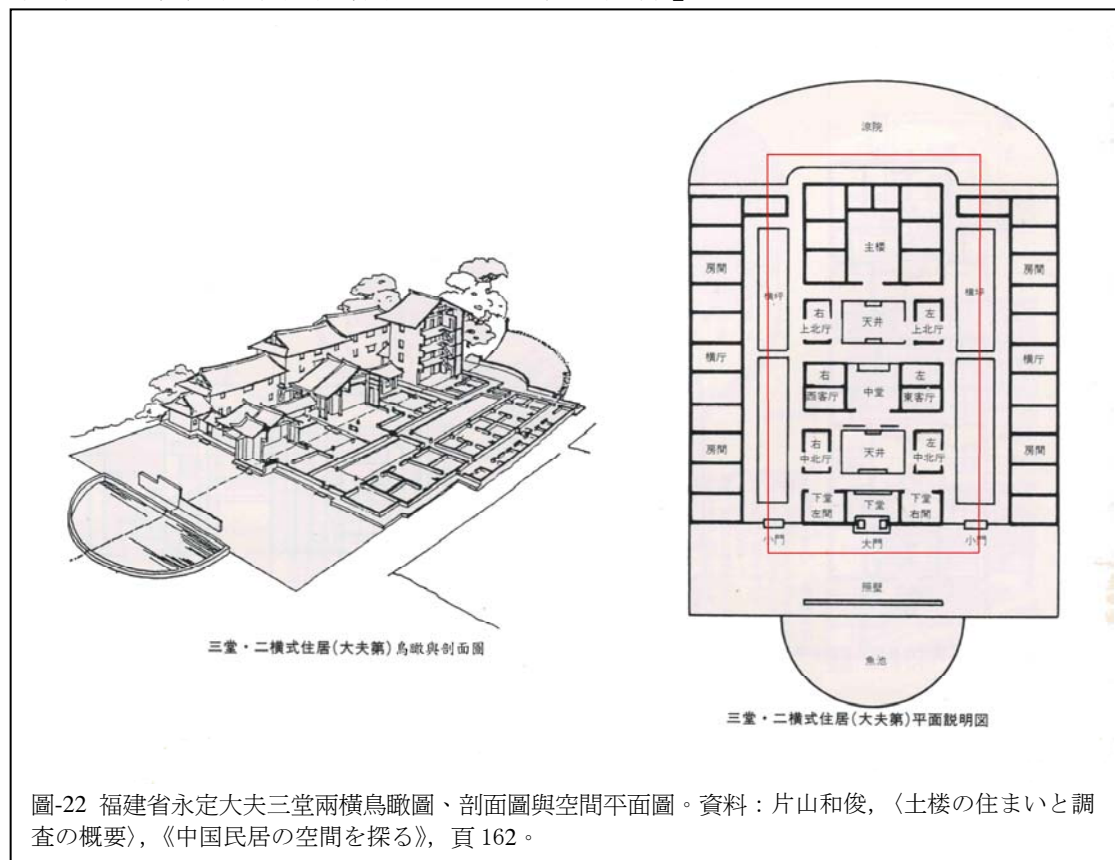 涼院
主楼
房間
房間
横坪
横坪
右
上北庁
天井
左
上北庁
横庁
横庁
右
西客庁
中堂
左
東客庁
房間
房間
右
中北庁
天井
左
中北庁
下堂
左間
下堂
下堂
右間
小門
大門
小門
照壁
魚池
三堂・二横式住居(大夫第)鳥瞰與剖面圖
三堂・二横式住居(大夫第)平面説明図
圖-22 福建省永定大夫三堂兩橫鳥瞰圖、剖面圖與空間平面圖。資料：片山和俊,〈土楼の住まいと調
査の概要〉,《中国民居の空間を探る》, 頁 162。